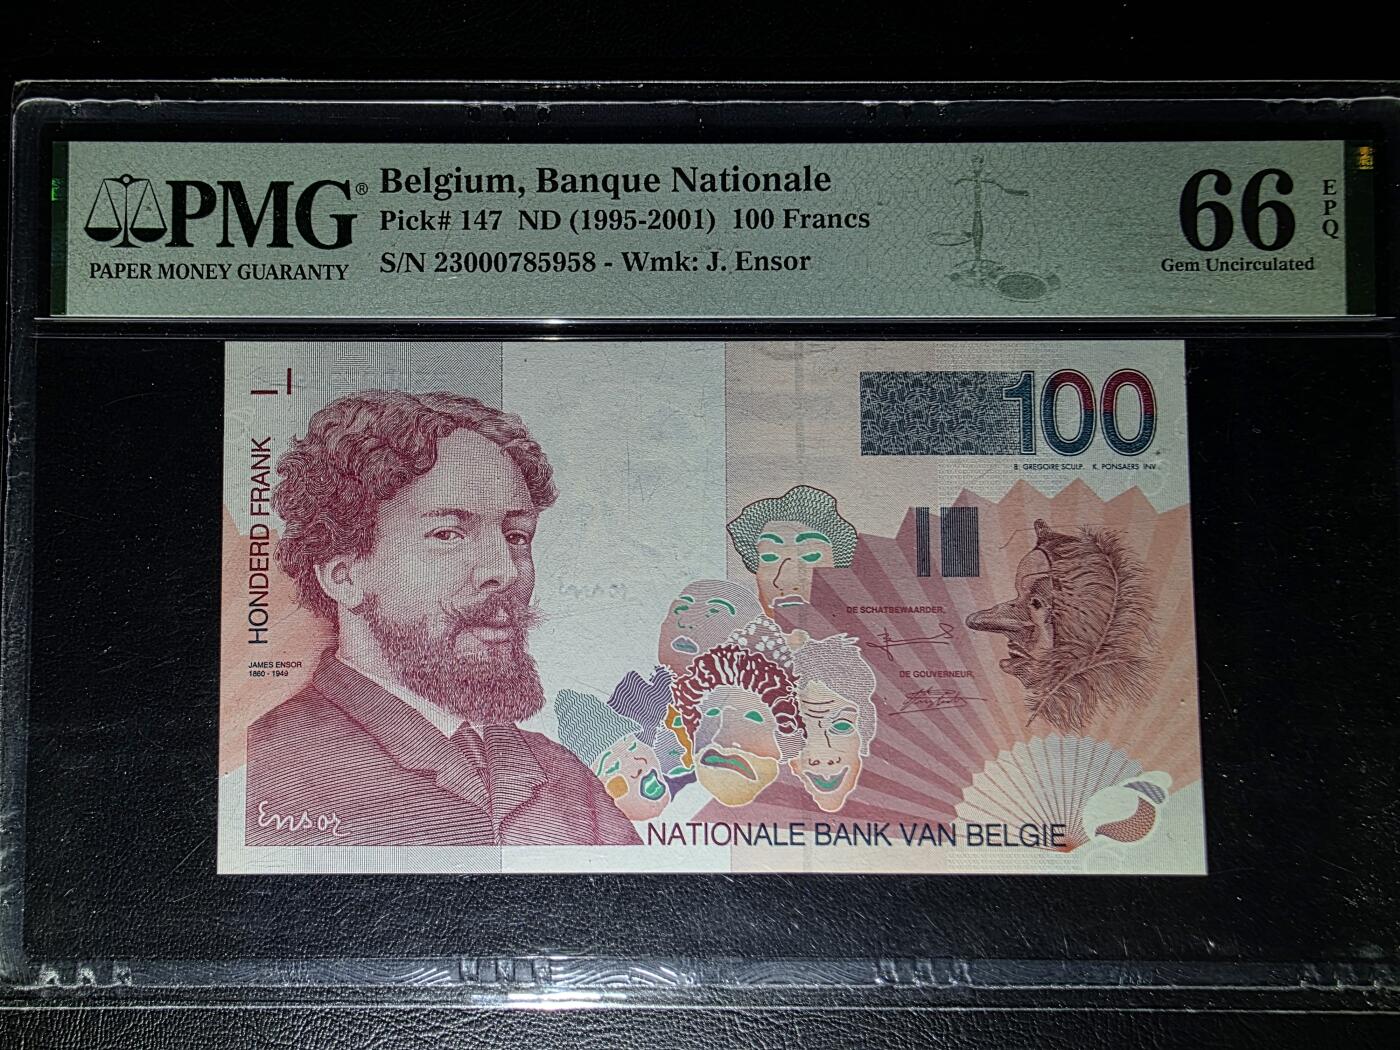 PMG®
PAPER MONEY GUARANTY
Belgium, Banque Nationale
Pick# 147 ND (1995-2001) 100 Francs
S/N 23000785958 - Wmk: J. Ensor
66
EPQ
Gem Uncirculated
100
B. GREGOIRE SCULP. K. PONSAERS INV.
HONDERD FRANK
JAMES ENSOR
1860 - 1949
DE SCHATBEWAARDER,
DE GOUVERNEUR,
Ensor
NATIONALE BANK VAN BELGIE